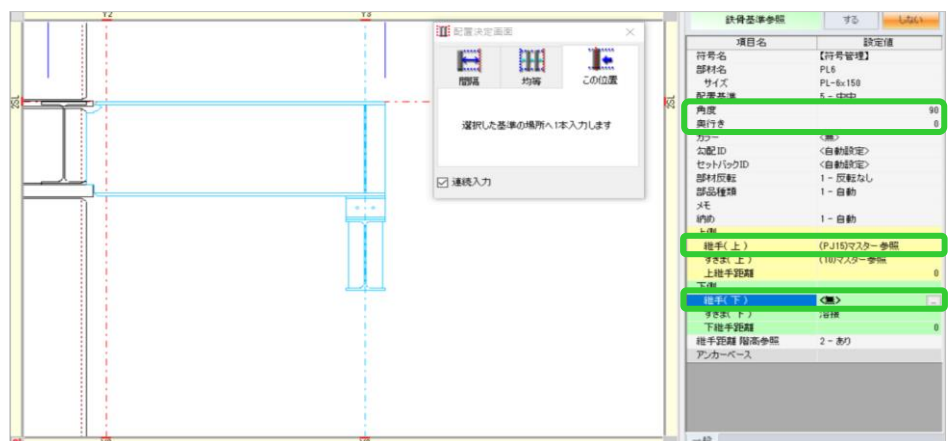 Y2
Y3
2SL
2SL
配置決定画面
間隔
均等
この位置
選択した基準の場所へ1本入力します
連続入力
鉄骨基準参照 する しない
項目名 設定値
符号名 【符号管理】
部材名 PL6
サイズ PL-6x150
配置基準 5 - 中中
角度 90
奥行き 0
カラー <無>
勾配ID <自動設定>
セットバックID <自動設定>
部材反転 1 - 反転なし
部品種類 1 - 自動
メモ
納め 1 - 自動
上側
継手(上) (PJ15)マスター参照
すきま(上) (10)マスター参照
上継手距離 0
下側
継手(下) <無> ...
すきま(下) 溶接
下継手距離 0
継手距離 階高参照 2 - あり
アンカーベース